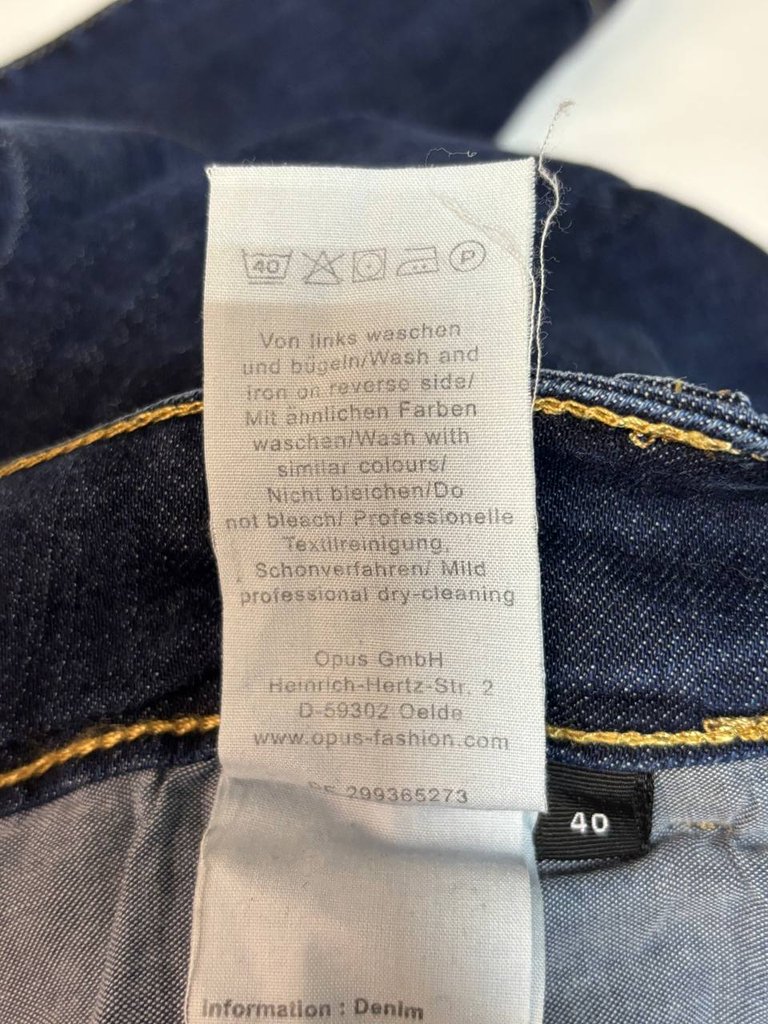 40 P
Von links waschen
und bügeln/Wash and
iron on reverse side/
Mit ähnlichen Farben
waschen/Wash with
similar colours/
Nicht bleichen/Do
not bleach/ Professionelle
Textilreinigung,
Schonverfahren/ Mild
professional dry-cleaning
Opus GmbH
Heinrich-Hertz-Str. 2
D-59302 Oelde
www.opus-fashion.com
299365273
40
Information : Denim